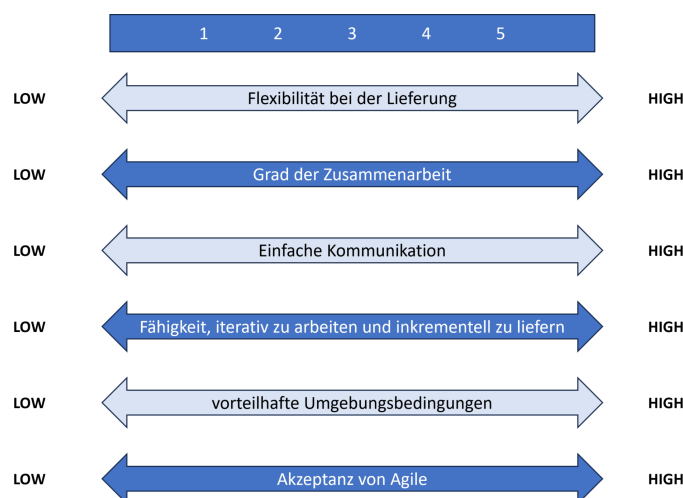 1 2 3 4 5
LOW Flexibilität bei der Lieferung HIGH
LOW Grad der Zusammenarbeit HIGH
LOW Einfache Kommunikation HIGH
LOW Fähigkeit, iterativ zu arbeiten und inkrementell zu liefern HIGH
LOW vorteilhafte Umgebungsbedingungen HIGH
LOW Akzeptanz von Agile HIGH